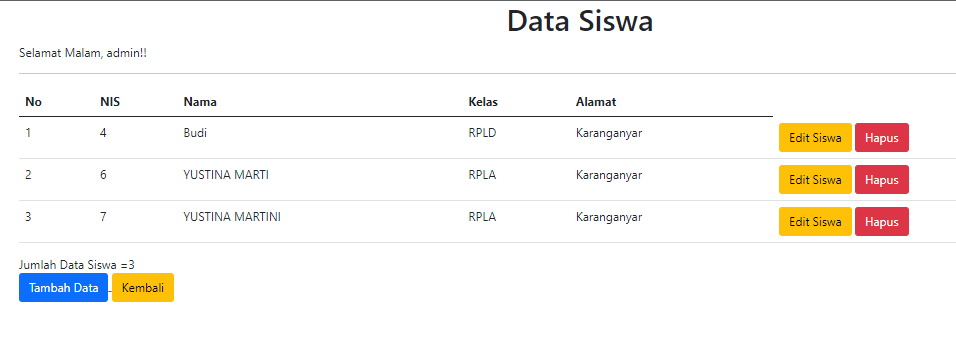 Data Siswa
Selamat Malam, admin!!
No NIS Nama Kelas Alamat
1 4 Budi RPLD Karanganyar Edit Siswa Hapus
2 6 YUSTINA MARTI RPLA Karanganyar Edit Siswa Hapus
3 7 YUSTINA MARTINI RPLA Karanganyar Edit Siswa Hapus
Jumlah Data Siswa =3
Tambah Data Kembali